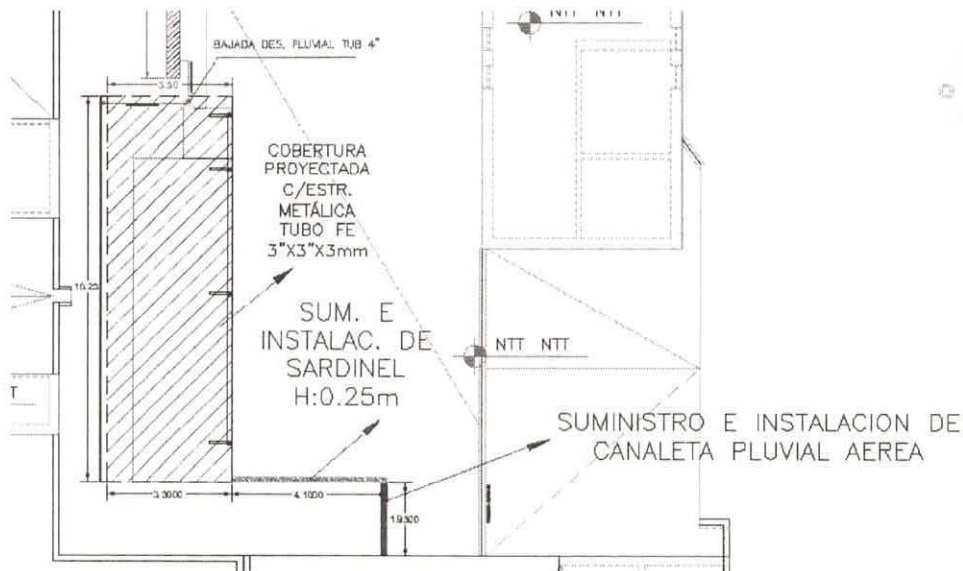 NTT NTT
BAJADA DES. PLUVIAL TUB 4"
3.30
COBERTURA
PROYECTADA
C/ESTR.
METÁLICA
TUBO FE
3"X3"X3mm
10.25
SUM. E
INSTALAC. DE
SARDINEL
H:0.25m
NTT NTT
T
SUMINISTRO E INSTALACION DE
CANALETA PLUVIAL AEREA
3.3000
4.1000
1.9300